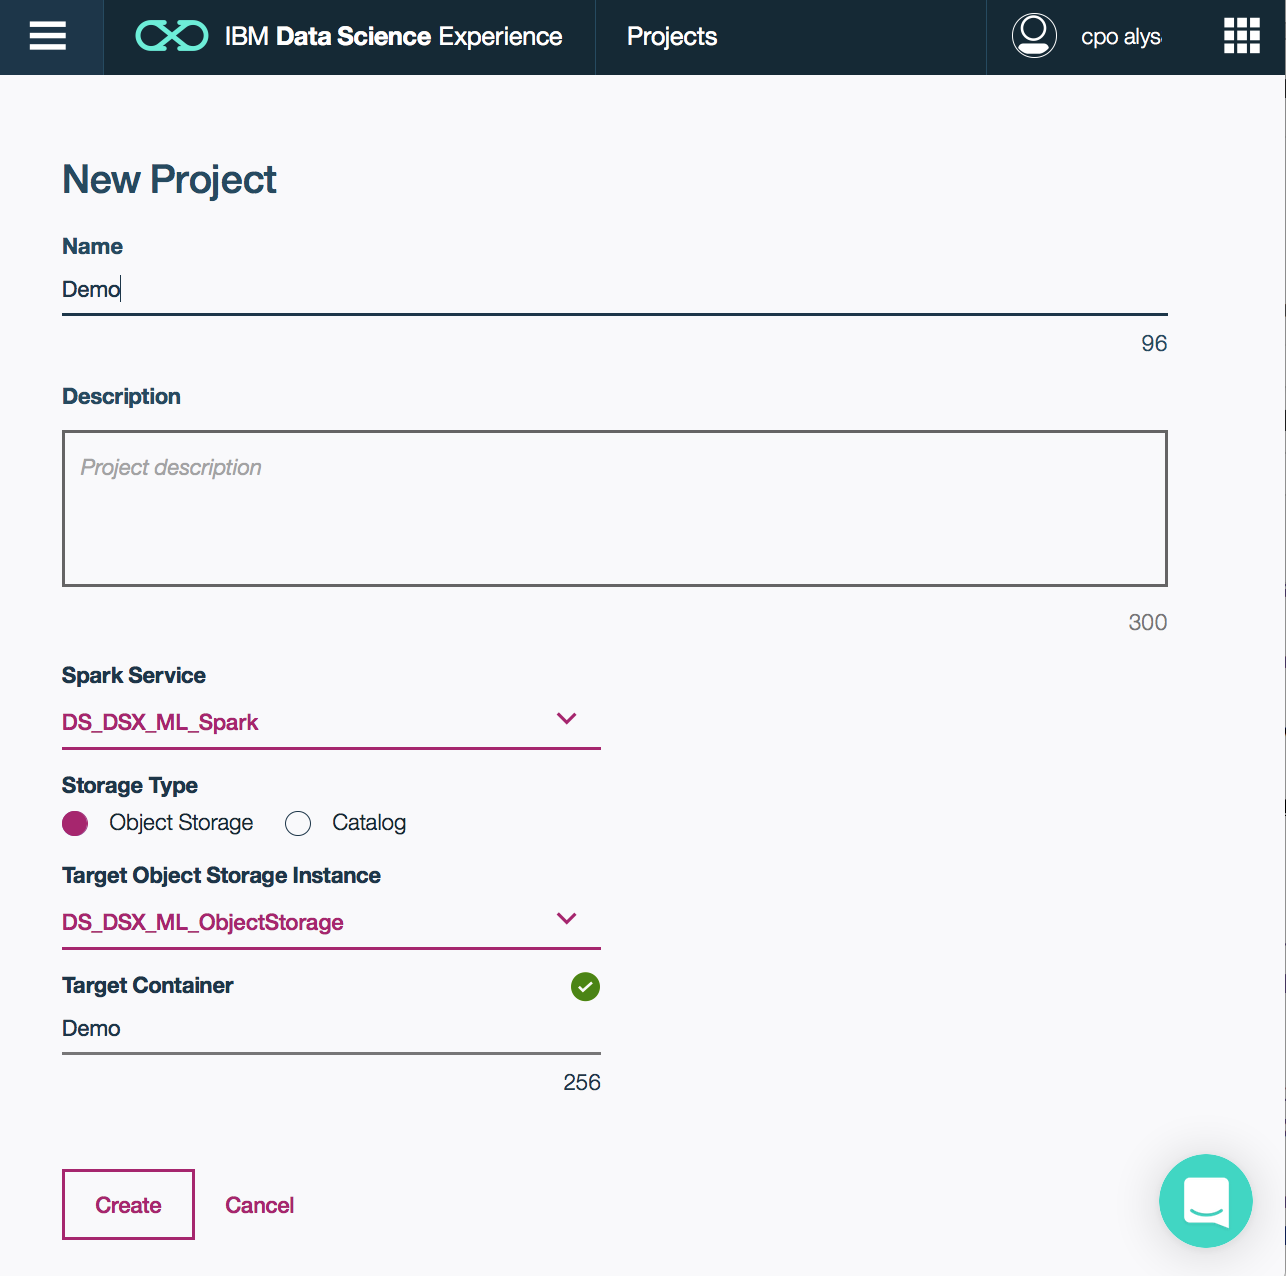 IBM Data Science Experience
Projects
cpo alys
New Project
Name
Demo
96
Description
Project description
300
Spark Service
DS_DSX_ML_Spark
Storage Type
Object Storage
Catalog
Target Object Storage Instance
DS_DSX_ML_ObjectStorage
Target Container
Demo
256
Create
Cancel